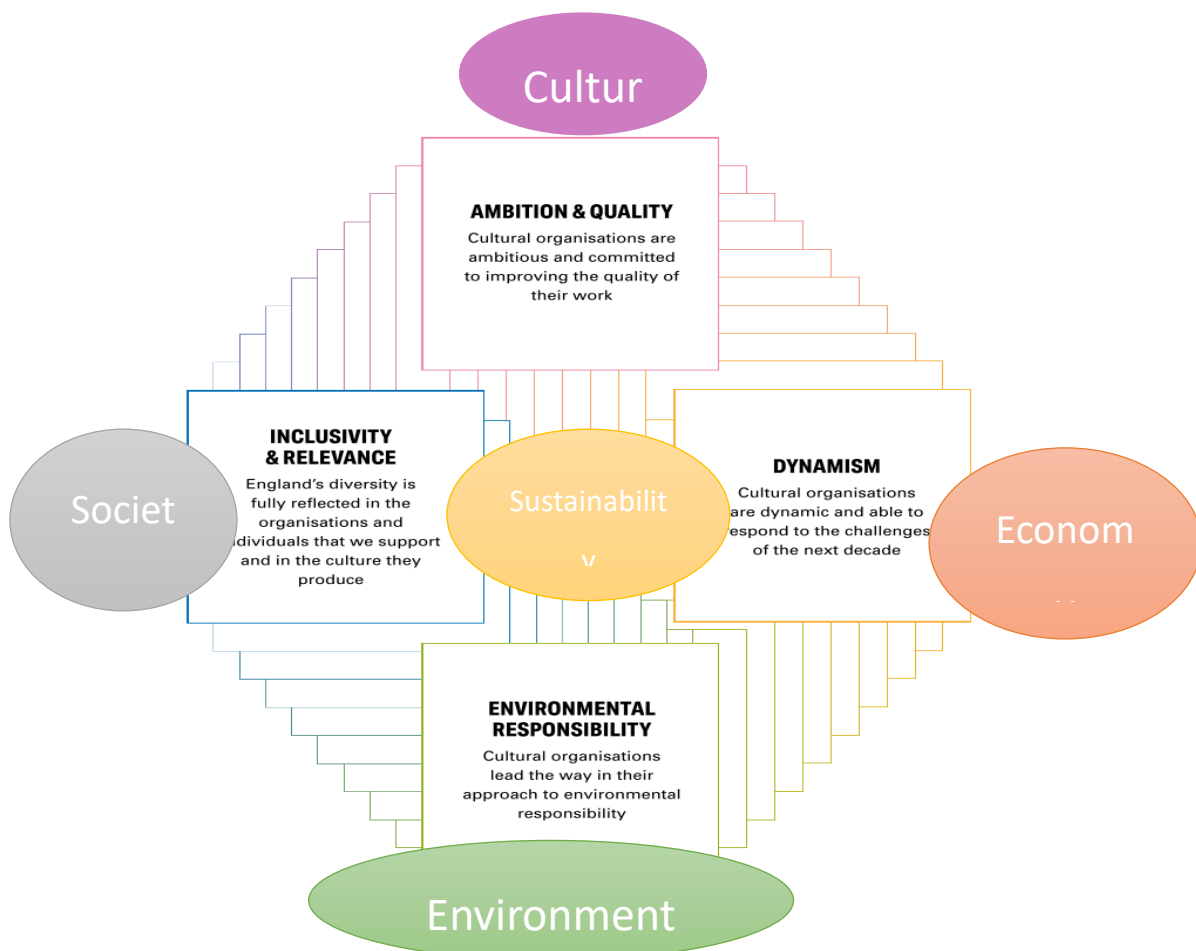 Cultur
AMBITION & QUALITY
Cultural organisations are
ambitious and committed
to improving the quality of
their work
Societ
INCLUSIVITY
& RELEVANCE
England's diversity is
fully reflected in the
organisations and
dividuals that we support
and in the culture they
produce
Sustainabilit
y
DYNAMISM
Cultural organisations
are dynamic and able to
espond to the challenges
of the next decade
Econom
ENVIRONMENTAL
RESPONSIBILITY
Cultural organisations
lead the way in their
approach to environmental
responsibility
Environment